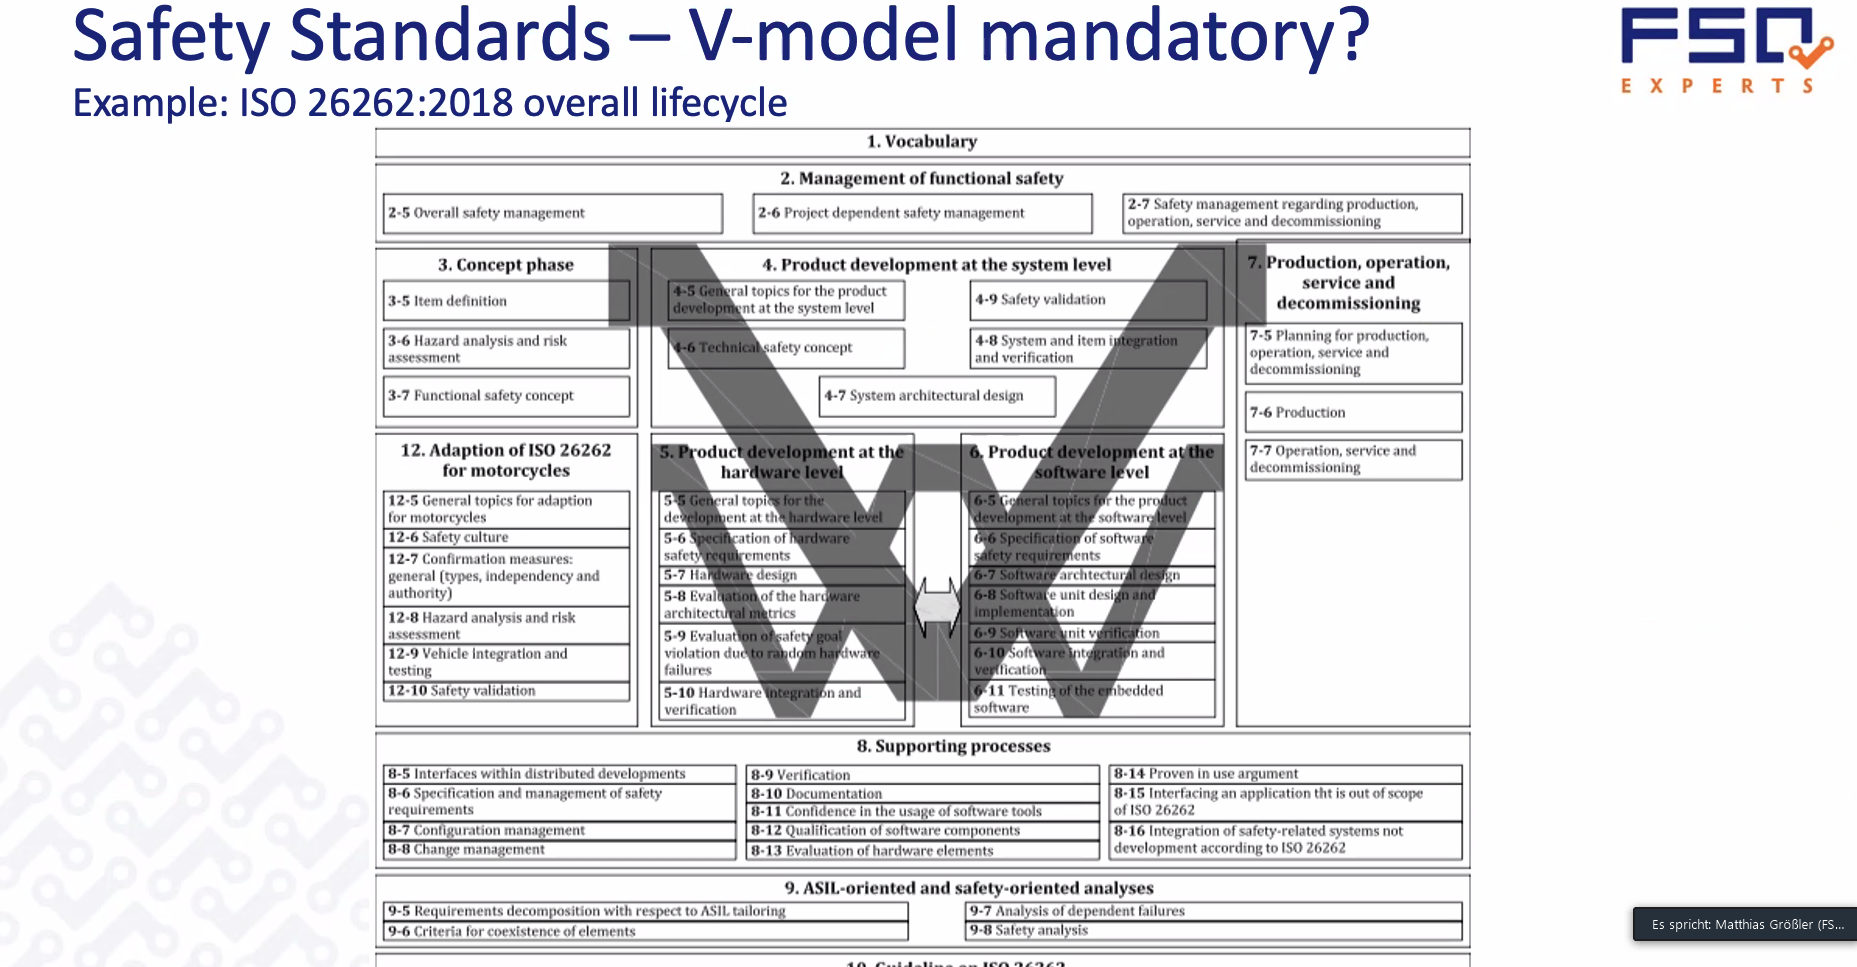 Safety Standards – V-model mandatory?
Example: ISO 26262:2018 overall lifecycle
FSQ
EXPERTS
1. Vocabulary
2. Management of functional safety
2-5 Overall safety management
2-6 Project dependent safety management
2-7 Safety management regarding production,
operation, service and decommissioning
3. Concept phase
3-5 Item definition
3-6 Hazard analysis and risk
assessment
3-7 Functional safety concept
4. Product development at the system level
4-5 General topics for the product
development at the system level
4-6 Technical safety concept
4-7 System architectural design
4-9 Safety validation
4-8 System and item integration
and verification
7. Production, operation,
service and
decommissioning
7-5 Planning for production,
operation, service and
decommissioning
7-6 Production
7-7 Operation, service and
decommissioning
12. Adaption of ISO 26262
for motorcycles
12-5 General topics for adaption
for motorcycles
12-6 Safety culture
12-7 Confirmation measures:
general (types, independency and
authority)
12-8 Hazard analysis and risk
assessment
12-9 Vehicle integration and
testing
12-10 Safety validation
5. Product development at the
hardware level
5-5 General topics for the
development at the hardware level
5-6 Specification of hardware
safety requirements
5-7 Hardware design
5-8 Evaluation of the hardware
architectural metrics
5-9 Evaluation of safety goal
violation due to random hardware
failures
5-10 Hardware integration and
verification
6. Product development at the
software level
6-5 General topics for the product
development at the software level
6-6 Specification of software
safety requirements
6-7 Software archtectural design
6-8 Software unit design and
implementation
6-9 Software unit verification
6-10 Software integration and
verification
6-11 Testing of the embedded
software
8. Supporting processes
8-5 Interfaces within distributed developments
8-6 Specification and management of safety
requirements
8-7 Configuration management
8-8 Change management
8-9 Verification
8-10 Documentation
8-11 Confidence in the usage of software tools
8-12 Qualification of software components
8-13 Evaluation of hardware elements
8-14 Proven in use argument
8-15 Interfacing an application tht is out of scope
of ISO 26262
8-16 Integration of safety-related systems not
development according to ISO 26262
9. ASIL-oriented and safety-oriented analyses
9-5 Requirements decomposition with respect to ASIL tailoring
9-6 Criteria for coexistence of elements
9-7 Analysis of dependent failures
9-8 Safety analysis
10. Guideline on ISO 26262
Es spricht: Matthias Größler (FS...